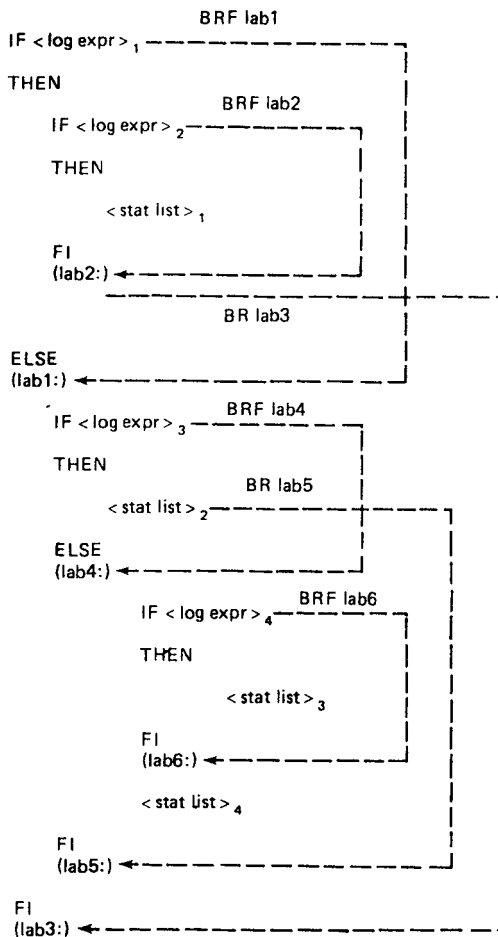 BRF lab1
IF < log expr > 1
THEN
BRF lab2
IF < log expr > 2
THEN
< stat list > 1
FI
(lab2:)
BR lab3
ELSE
(lab1:)
BRF lab4
IF < log expr > 3
THEN
BR lab5
< stat list > 2
ELSE
(lab4:)
BRF lab6
IF < log expr > 4
THEN
< stat list > 3
FI
(lab6:)
< stat list > 4
FI
(lab5:)
FI
(lab3:)